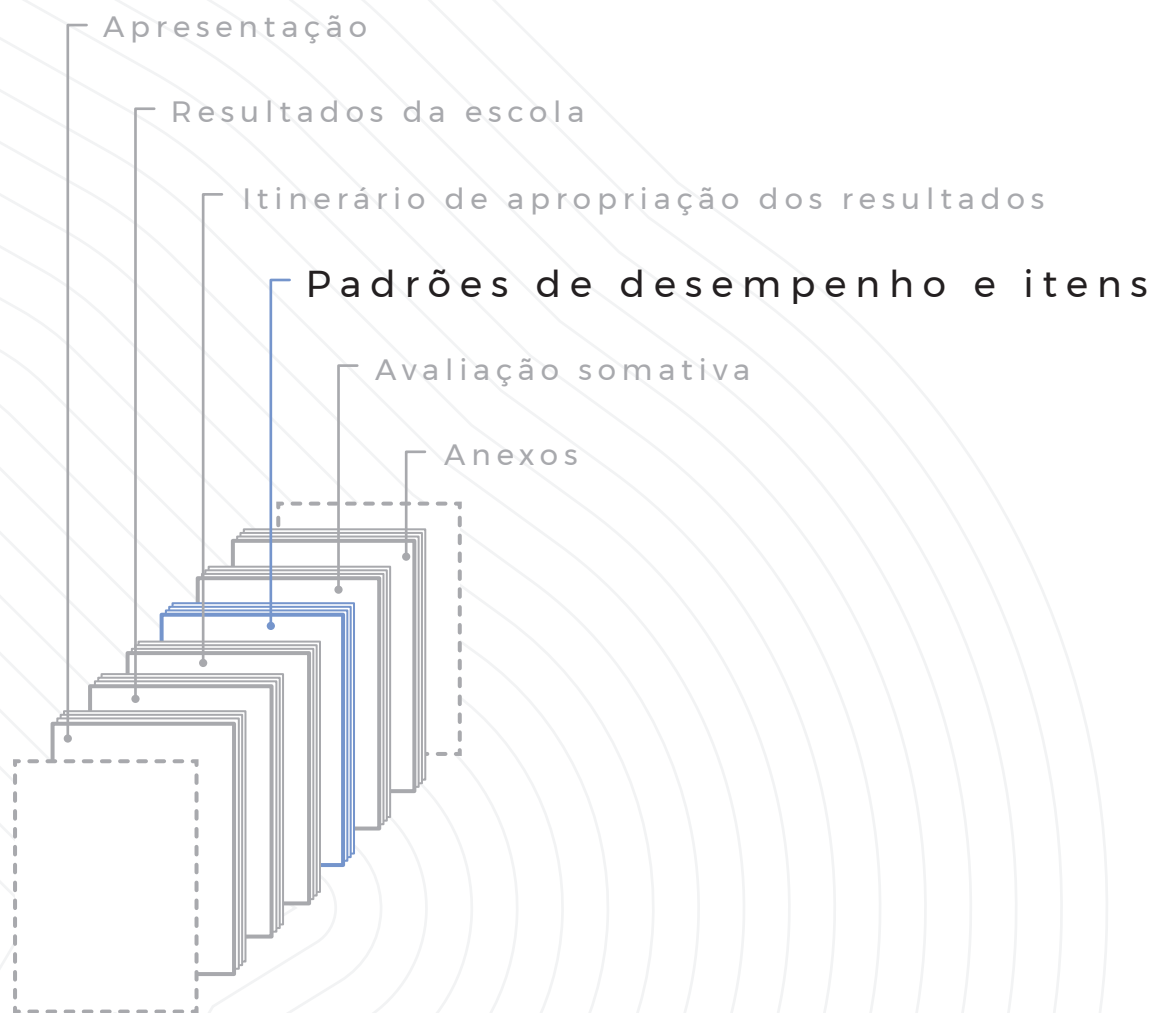 Apresentação
Resultados da escola
Itinerário de apropriação dos resultados
Padrões de desempenho e itens
Avaliação somativa
Anexos